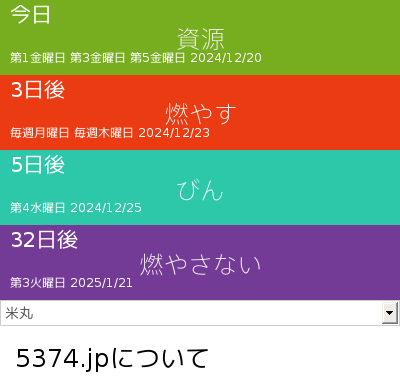 今日
資源
第1金曜日 第3金曜日 第5金曜日 2024/12/20
3日後
燃やす
毎週月曜日 毎週木曜日 2024/12/23
5日後
びん
第4水曜日 2024/12/25
32日後
燃やさない
第3火曜日 2025/1/21
米丸
5374.jpについて